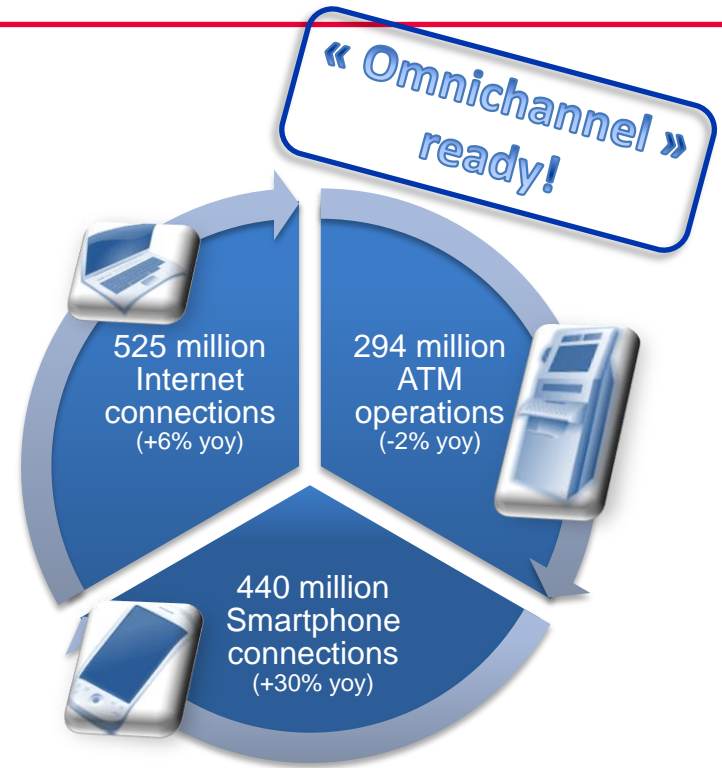 « Omnichannel »
ready!
525 million
Internet
connections
(+6% yoy)
294 million
ATM
operations
(-2% yoy)
440 million
Smartphone
connections
(+30% yoy)